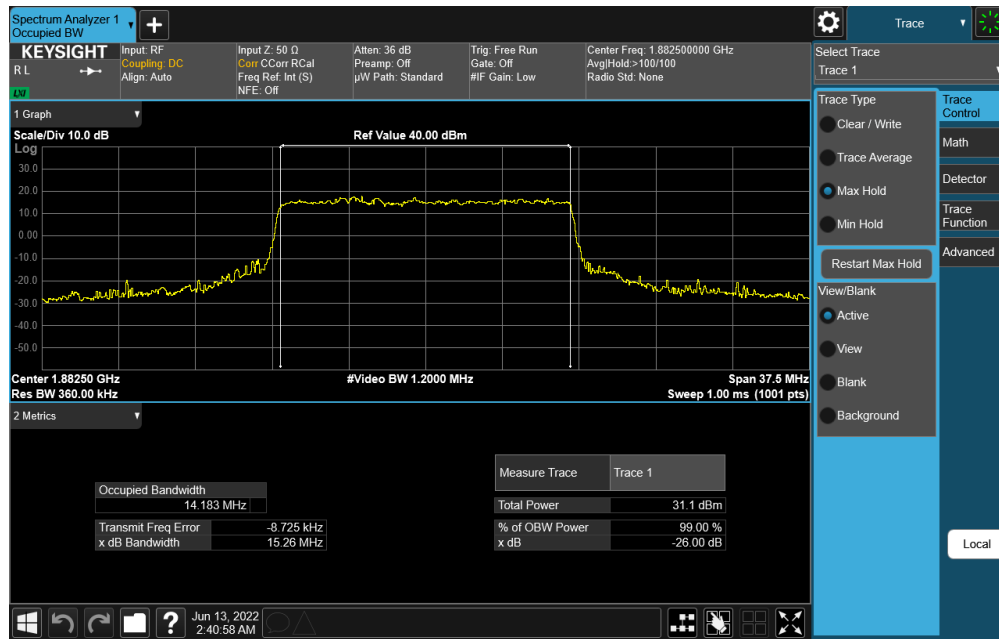 Spectrum Analyzer 1
Occupied BW
Trace
KEYSIGHT
R L
LXI
Input: RF
Coupling: DC
Align: Auto
Input Z: 50 Ω
Corr CCorr RCal
Freq Ref: Int (S)
NFE: Off
Atten: 36 dB
Preamp: Off
µW Path: Standard
Trig: Free Run
Gate: Off
#IF Gain: Low
Center Freq: 1.882500000 GHz
Avg|Hold:>100/100
Radio Std: None
Select Trace
Trace 1
1 Graph
Scale/Div 10.0 dB
Ref Value 40.00 dBm
Log
30.0
20.0
10.0
0.00
-10.0
-20.0
-30.0
-40.0
-50.0
Center 1.88250 GHz
#Video BW 1.2000 MHz
Span 37.5 MHz
Res BW 360.00 kHz
Sweep 1.00 ms (1001 pts)
Trace Type
Clear / Write
Trace Average
Max Hold
Min Hold
Restart Max Hold
View/Blank
Active
View
Blank
Background
Trace
Control
Math
Detector
Trace
Function
Advanced
2 Metrics
Occupied Bandwidth
14.183 MHz
Transmit Freq Error -8.725 kHz
x dB Bandwidth 15.26 MHz
Measure Trace Trace 1
Total Power 31.1 dBm
% of OBW Power 99.00 %
x dB -26.00 dB
Local
?
Jun 13, 2022
2:40:58 AM